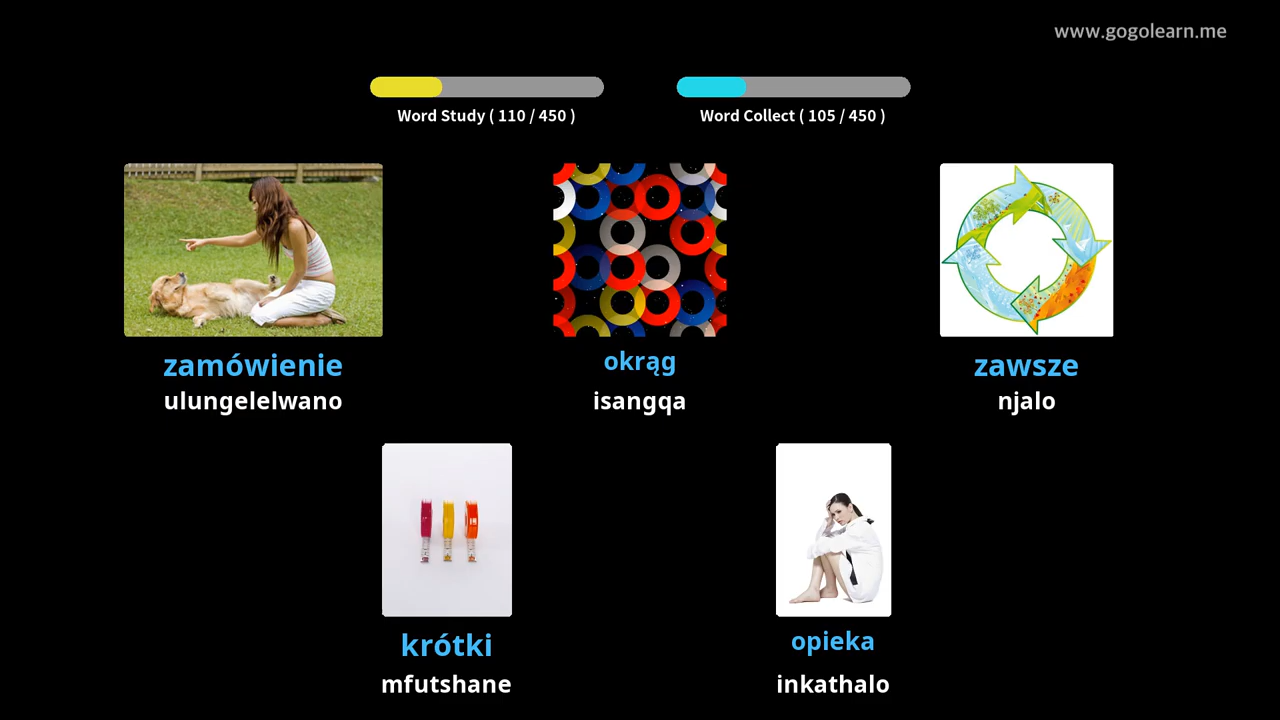 www.gogolearn.me
Word Study ( 110 / 450 )
Word Collect ( 105 / 450 )
zamówienie
ulungelelwano
okrąg
isangqa
zawsze
njalo
krótki
mfutshane
opieka
inkathalo